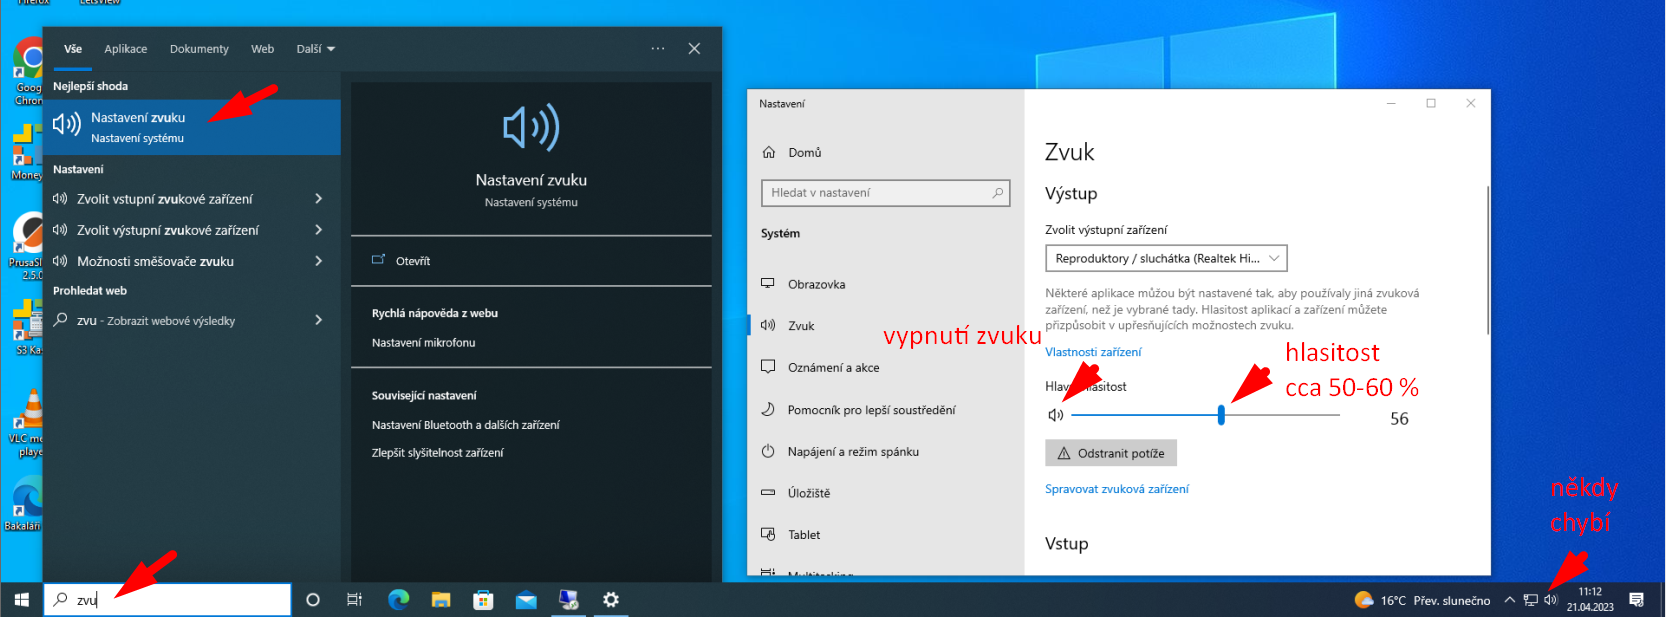 Firefox
LetsView
Vše
Aplikace
Dokumenty
Web
Další
Nejlepší shoda
Nastavení zvuku
Nastavení systému
Nastavení
Zvolit vstupní zvukové zařízení
Zvolit výstupní zvukové zařízení
Možnosti směšovače zvuku
Prohledat web
zvu - Zobrazit webové výsledky
Nastavení zvuku
Nastavení systému
Otevřít
Rychlá nápověda z webu
Nastavení mikrofonu
Související nastavení
Nastavení Bluetooth a dalších zařízení
Zlepšit slyšitelnost zařízení
Goog
Chron
Money
PrusaSl
2.5.0
S3 Kas
VLC me
playe
Bakaláři
Nastavení
Domů
Hledat v nastavení
Systém
Obrazovka
Zvuk
Oznámení a akce
Pomocník pro lepší soustředění
Napájení a režim spánku
Úložiště
Tablet
Multitasking
Zvuk
Výstup
Zvolit výstupní zařízení
Reproduktory / sluchátka (Realtek Hi...
Některé aplikace můžou být nastavené tak, aby používaly jiná zvuková
zařízení, než je vybrané tady. Hlasitost aplikací a zařízení můžete
přizpůsobit v upřesňujících možnostech zvuku.
vypnutí zvuku
Vlastnosti zařízení
hlasitost
cca 50-60 %
56
Odstranit potíže
Spravovat zvuková zařízení
Vstup
někdy
chybí
zvu
16°C Přev. slunečno
11:12
21.04.2023